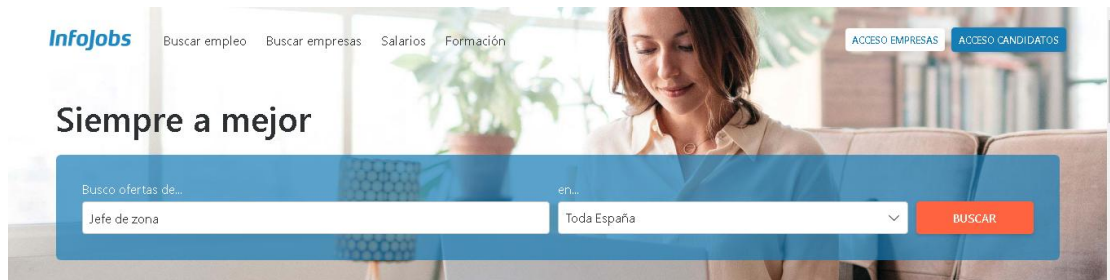 InfoJobs Buscar empleo Buscar empresas Salarios Formación ACCESO EMPRESAS ACCESO CANDIDATOS
Siempre a mejor
Busco ofertas de... en...
Jefe de zona Toda España BUSCAR